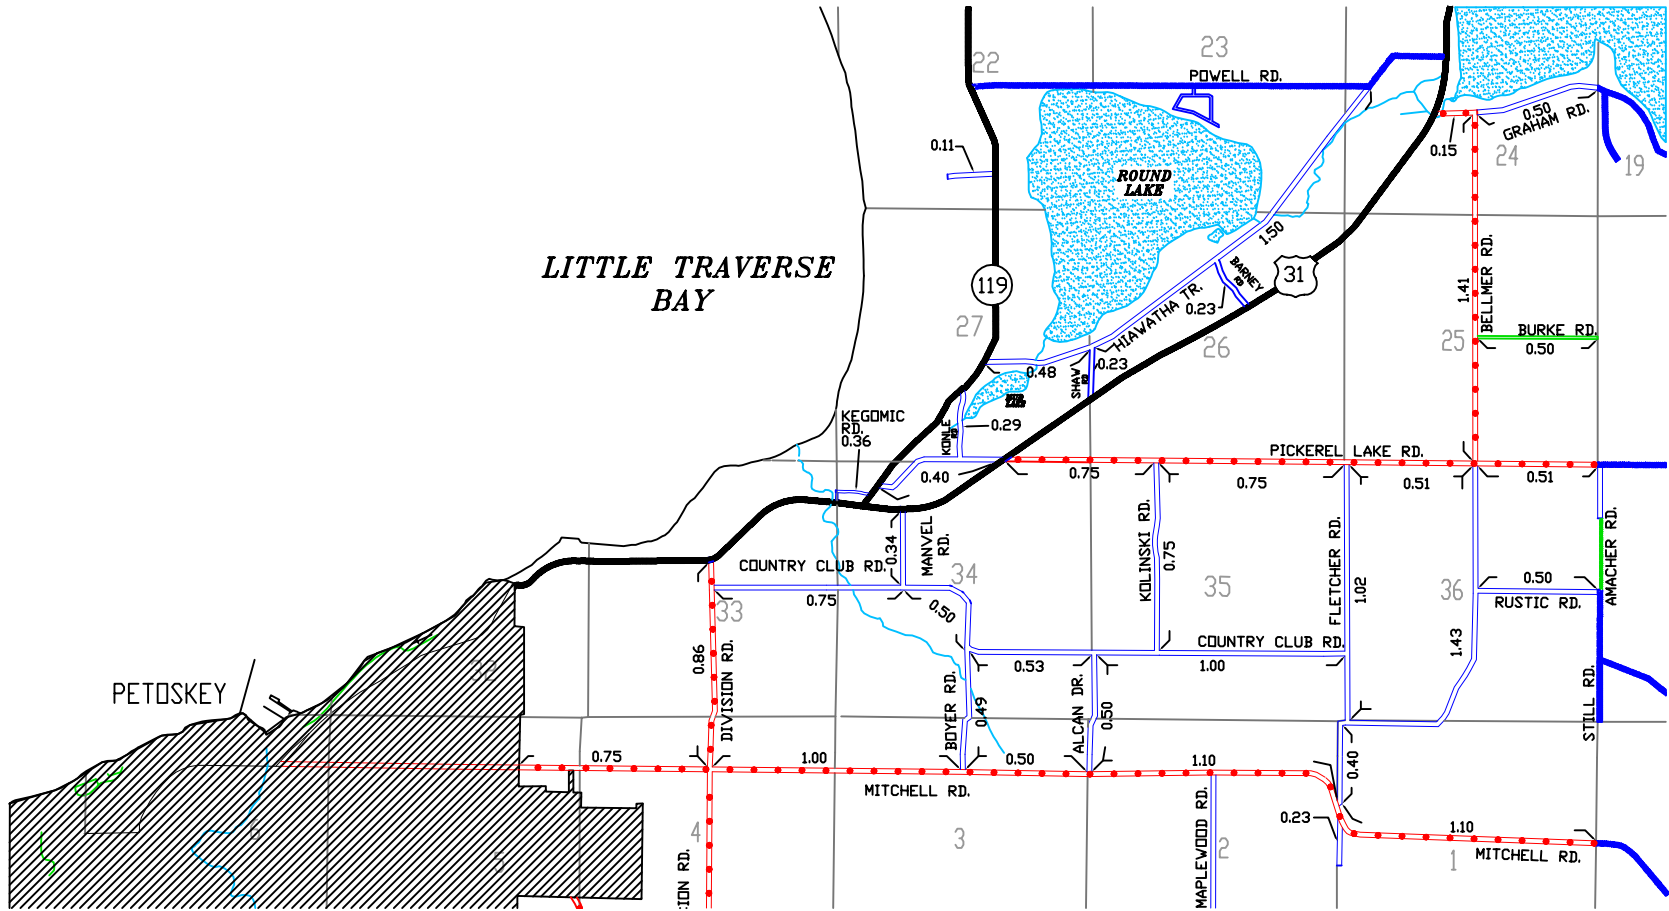 22
23
POWELL RD.
0.50
GRAHAM RD.
0.15
24
19
0.11
ROUND
LAKE
1.50
LITTLE TRAVERSE
BAY
119
31
BARNEY
RD
0.23
HIAWATHA TR.
1.41
BELLMER RD.
27
26
25
BURKE RD.
0.50
0.48
0.23
SHAW
RD
KEGOMIC
RD.
0.36
KONLE
RD
0.29
0.40
PICKEREL LAKE RD.
0.75
0.75
0.51
0.51
0.34
MANVEL
RD.
COUNTRY CLUB RD.
0.75
0.50
34
KOLINSKI RD.
0.75
35
FLETCHER RD.
1.02
36
0.50
RUSTIC RD.
AMACHER RD.
33
32
0.86
DIVISION RD.
COUNTRY CLUB RD.
0.53
1.00
1.43
PETOSKEY
BOYER RD.
0.49
ALCAN DR.
0.50
STILL RD.
0.75
1.00
0.50
1.10
0.40
MITCHELL RD.
MAPLEWOOD RD.
0.23
1.10
MITCHELL RD.
6
5
4
3
2
1
ION RD.